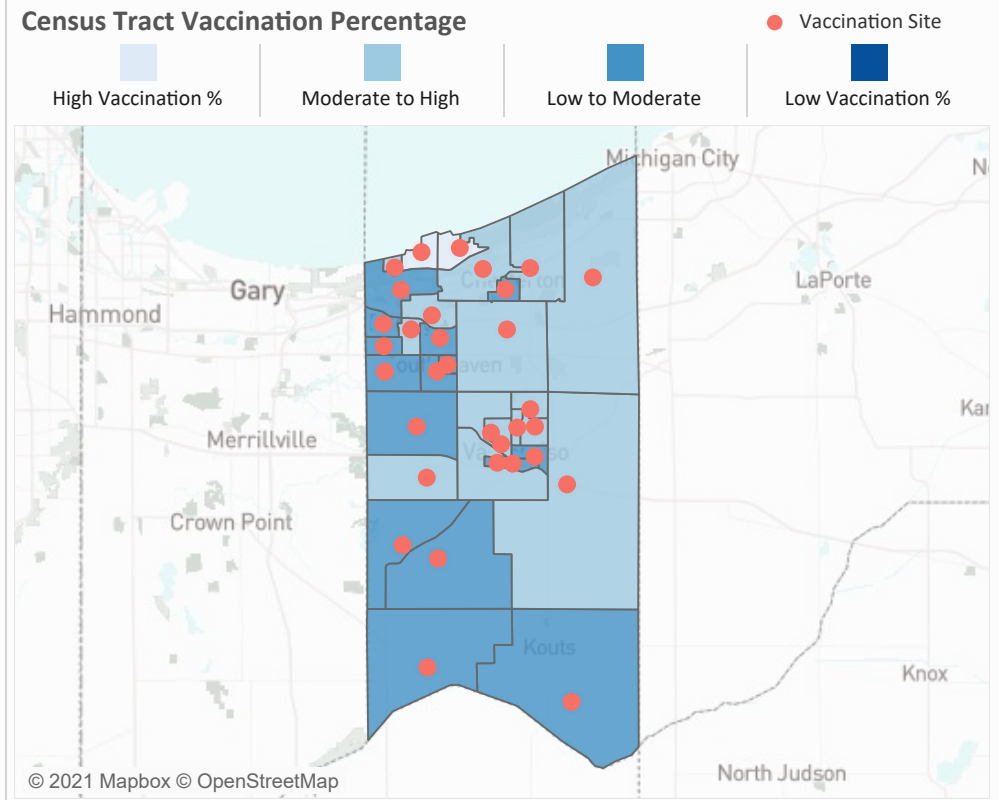 Census Tract Vaccination Percentage
Vaccination Site
High Vaccination %
Moderate to High
Low to Moderate
Low Vaccination %
Michigan City
LaPorte
Gary
Hammond
Merrillville
Crown Point
Kouts
Knox
North Judson
© 2021 Mapbox © OpenStreetMap